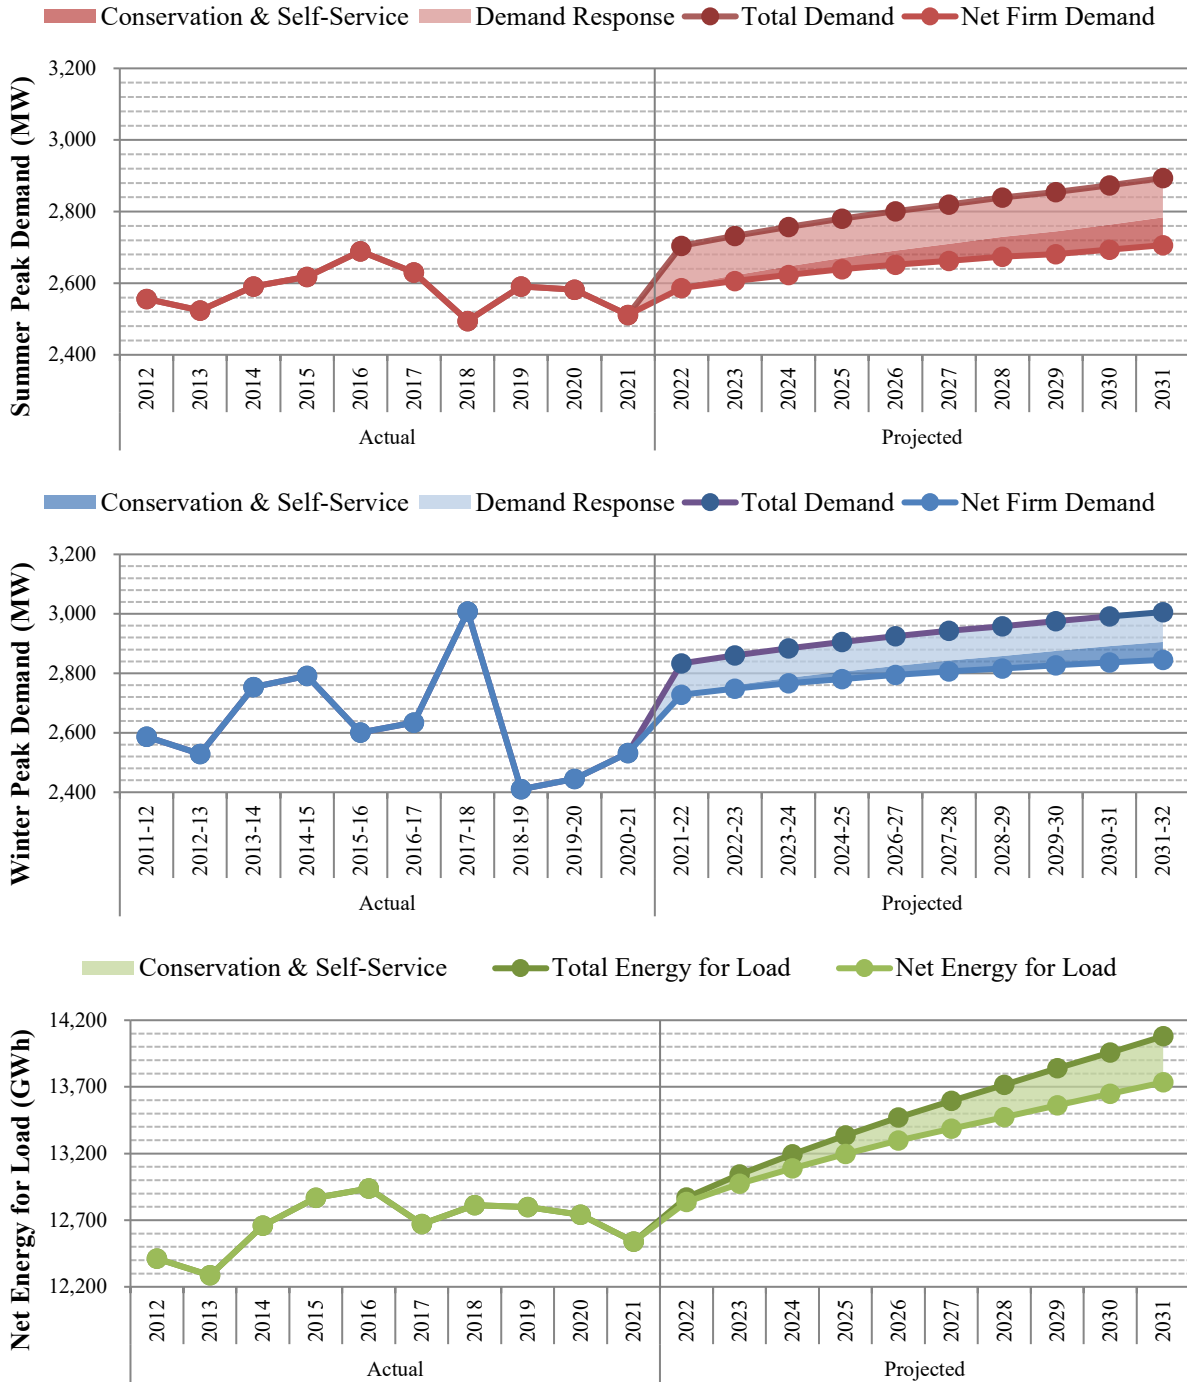 Conservation & Self-Service Demand Response Total Demand Net Firm Demand
Summer Peak Demand (MW)
3,200
3,000
2,800
2,600
2,400
2012 2013 2014 2015 2016 2017 2018 2019 2020 2021 2022 2023 2024 2025 2026 2027 2028 2029 2030 2031
Actual Projected
Conservation & Self-Service Demand Response Total Demand Net Firm Demand
Winter Peak Demand (MW)
3,200
3,000
2,800
2,600
2,400
2011-12 2012-13 2013-14 2014-15 2015-16 2016-17 2017-18 2018-19 2019-20 2020-21 2021-22 2022-23 2023-24 2024-25 2026-27 2027-28 2028-29 2029-30 2030-31 2031-32
Actual Projected
Conservation & Self-Service Total Energy for Load Net Energy for Load
Net Energy for Load (GWh)
14,200
13,700
13,200
12,700
12,200
2012 2013 2014 2015 2016 2017 2018 2019 2020 2021 2022 2023 2024 2025 2026 2027 2028 2029 2030 2031
Actual Projected